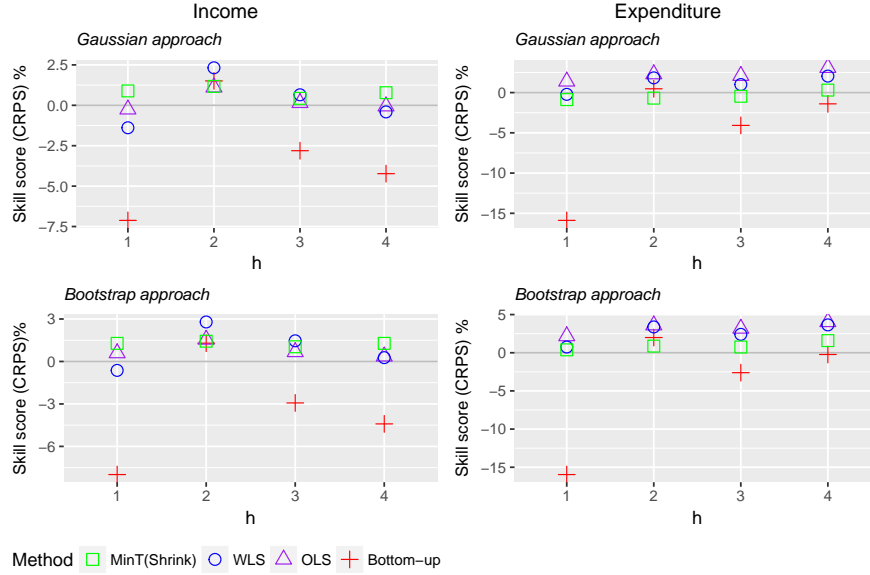 Income
Gaussian approach
Skill score (CRPS) %
2.5
0.0
−2.5
−5.0
−7.5
1 2 3 4
h
Expenditure
Gaussian approach
Skill score (CRPS) %
0
−5
−10
−15
1 2 3 4
h
Bootstrap approach
Skill score (CRPS)%
3
0
−3
−6
1 2 3 4
h
Bootstrap approach
Skill score (CRPS) %
5
0
−5
−10
−15
1 2 3 4
h
Method MinT(Shrink) WLS OLS Bottom−up